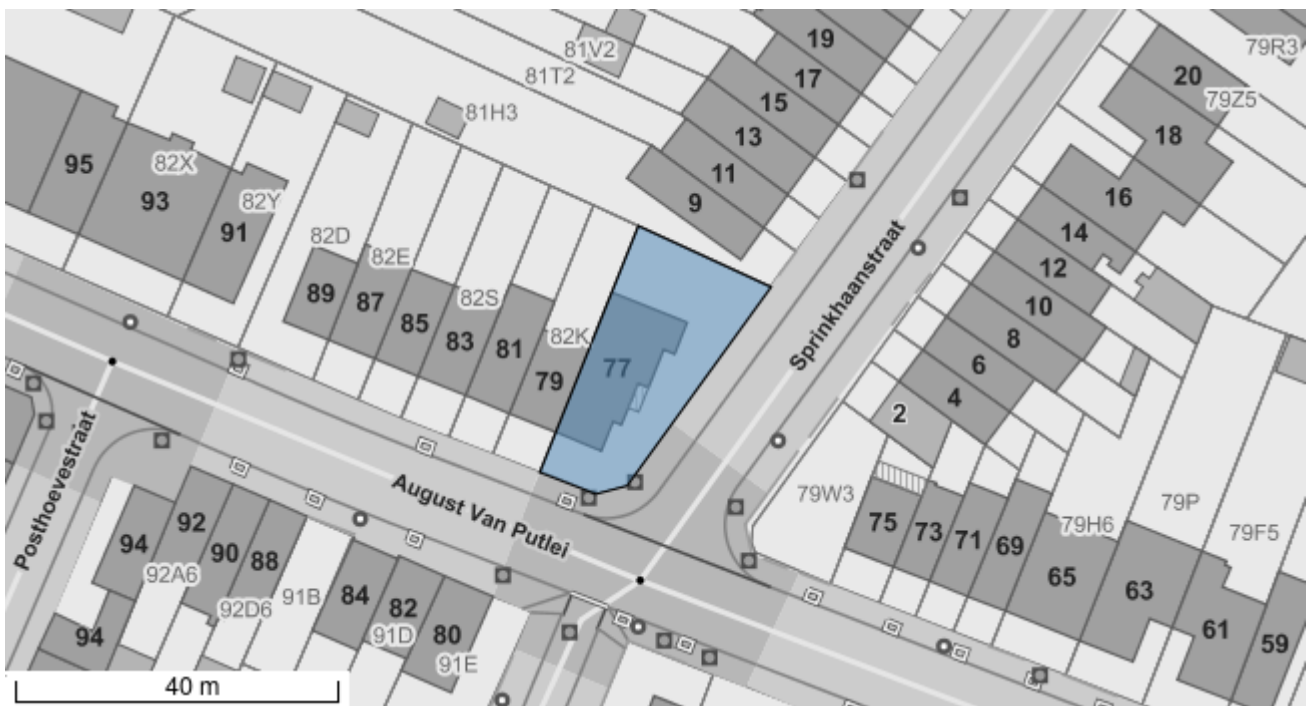 19
17
15
13
11
9
81V2
81T2
81H3
79R3
20
79Z5
18
16
14
12
10
8
6
4
2
95
82X
93
82Y
91
82D
89
82E
87
85
82S
83
81
82K
79
77
Sprinkhaanstraat
August Van Putlei
Posthoevestraat
79W3
75
73
71
69
79H6
65
79P
63
79F5
61
59
94
92
90
88
92A6
92D6
91B
84
82
91D
80
91E
94
40 m